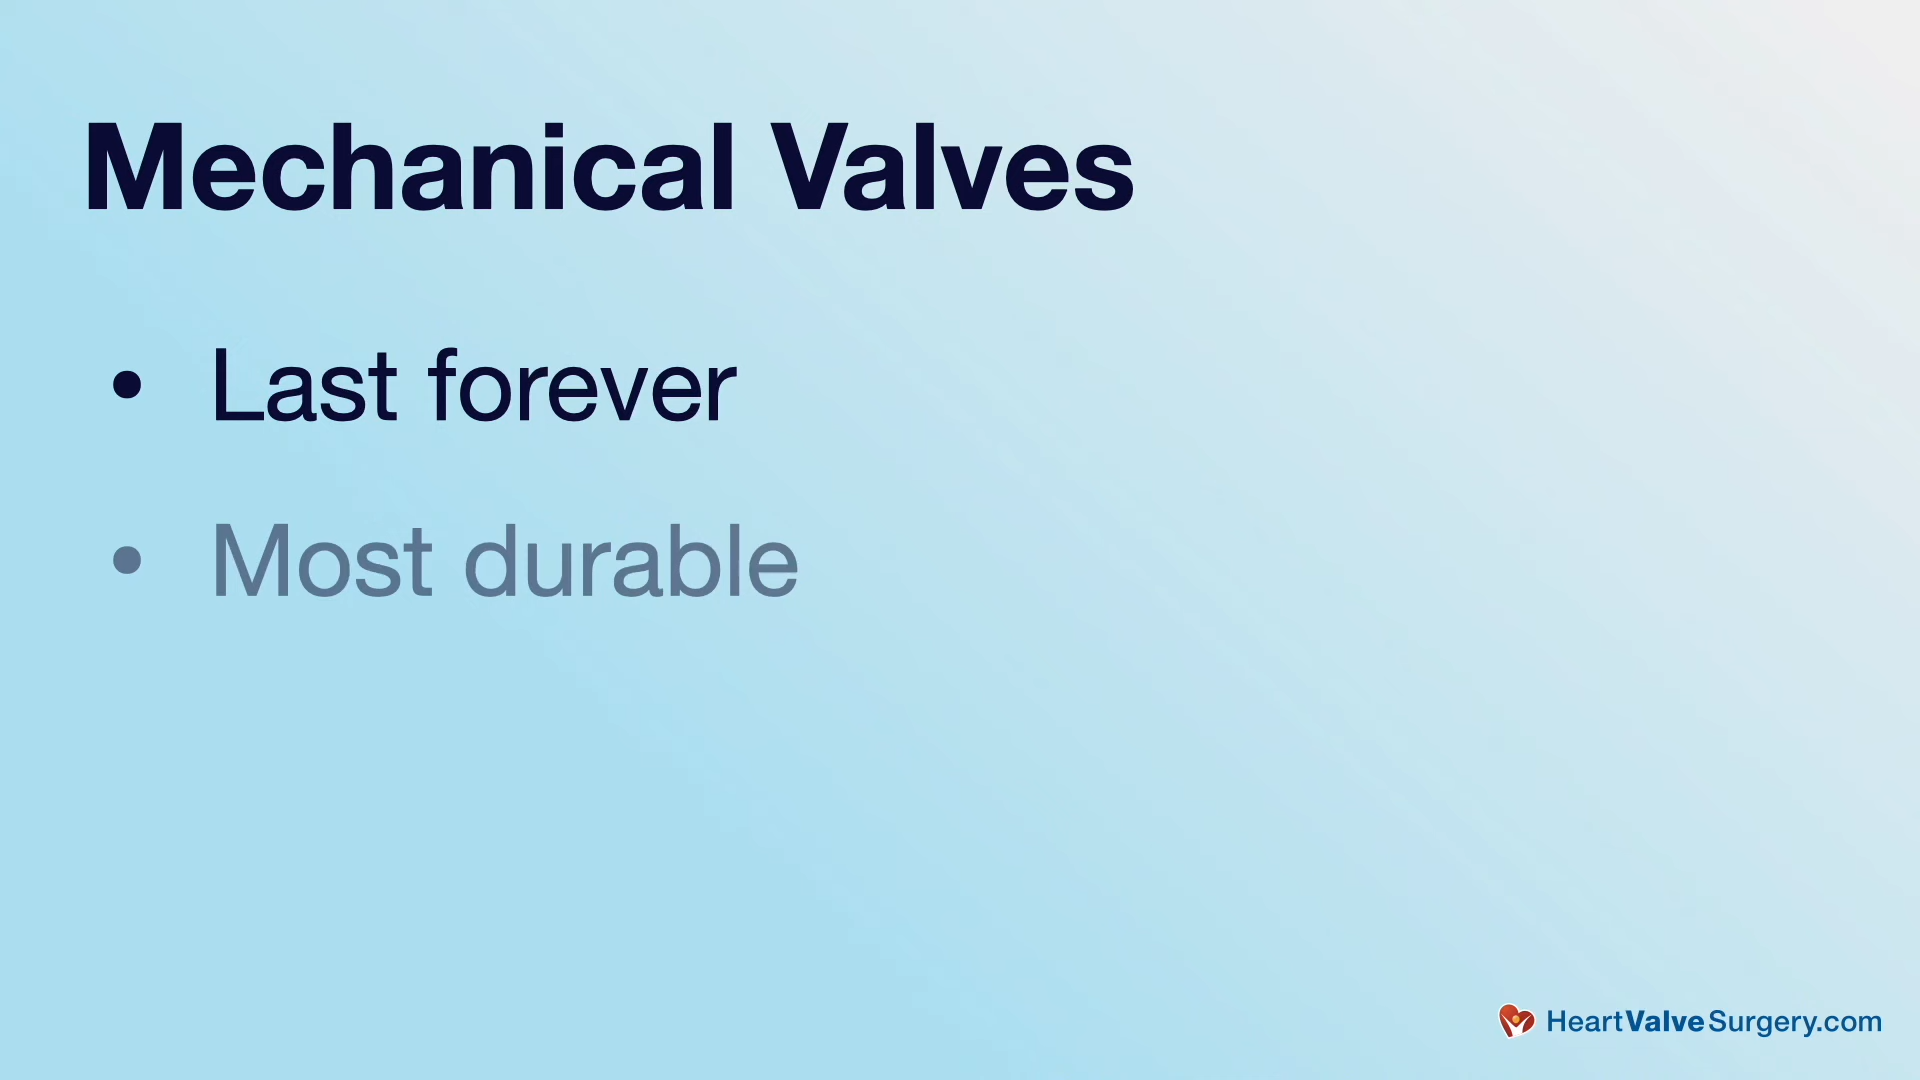 Mechanical Valves
• Last forever
• Most durable
HeartValveSurgery.com